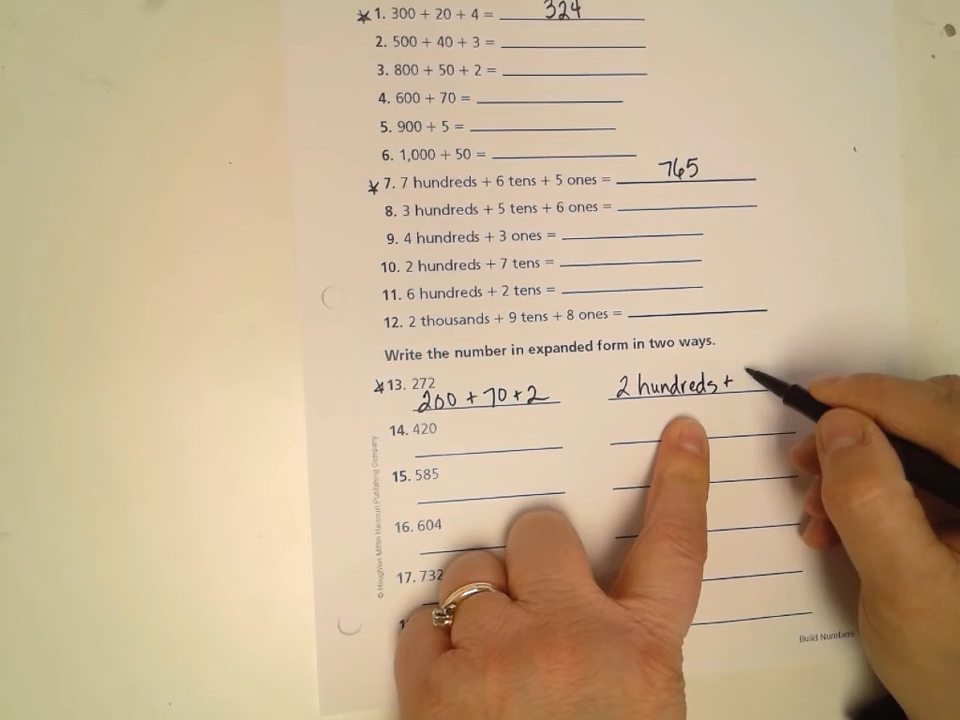 *1. 300 + 20 + 4 = 324
2. 500 + 40 + 3 =
3. 800 + 50 + 2 =
4. 600 + 70 =
5. 900 + 5 =
6. 1,000 + 50 =
*7. 7 hundreds + 6 tens + 5 ones = 765
8. 3 hundreds + 5 tens + 6 ones =
9. 4 hundreds + 3 ones =
10. 2 hundreds + 7 tens =
11. 6 hundreds + 2 tens =
12. 2 thousands + 9 tens + 8 ones =
Write the number in expanded form in two ways.
*13. 272
200 + 70 + 2 2 hundreds +
14. 420
15. 585
16. 604
17. 732
© Houghton Mifflin Harcourt Publishing Company
Build Numbers